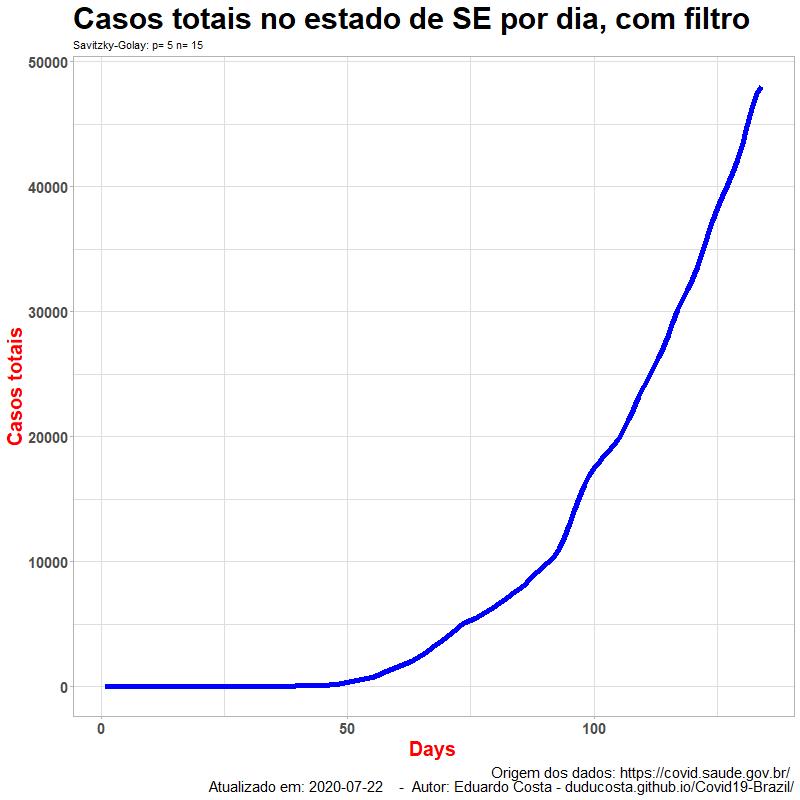 Casos totais no estado de SE por dia, com filtro
Savitzky-Golay: p= 5 n= 15
50000
40000
30000
20000
10000
0
Casos totais
0 50 100
Days
Origem dos dados: https://covid.saude.gov.br/
Atualizado em: 2020-07-22 - Autor: Eduardo Costa - duducosta.github.io/Covid19-Brazil/